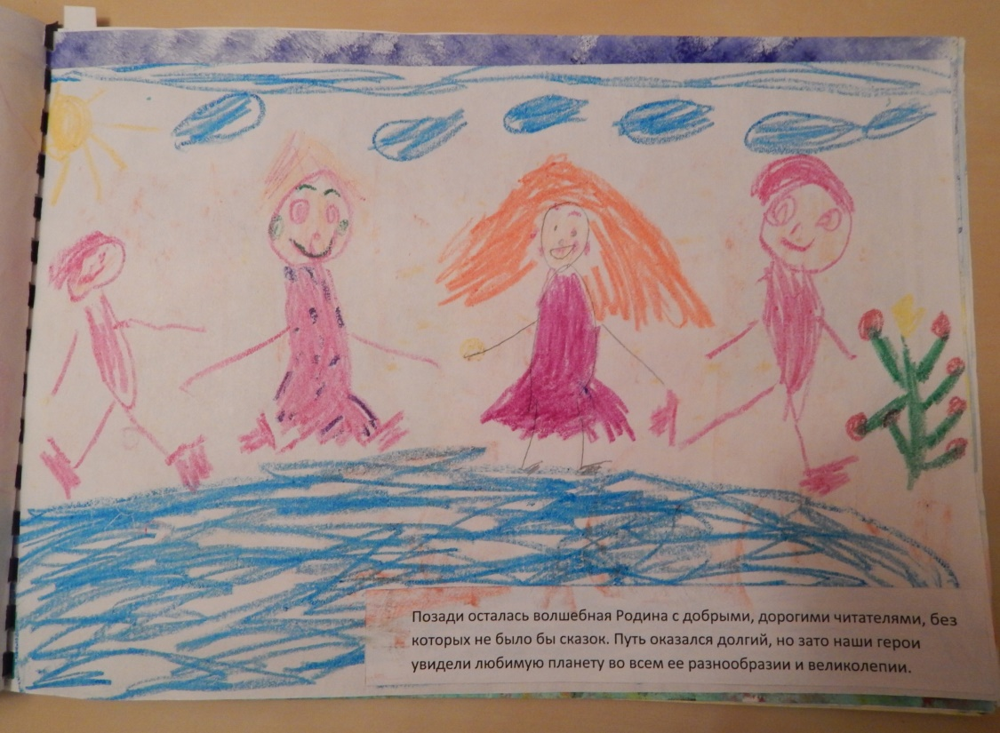 Позади осталась волшебная Родина с добрыми, дорогими читателями, без
которых не было бы сказок. Путь оказался долгий, но зато наши герои
увидели любимую планету во всем ее разнообразии и великолепии.